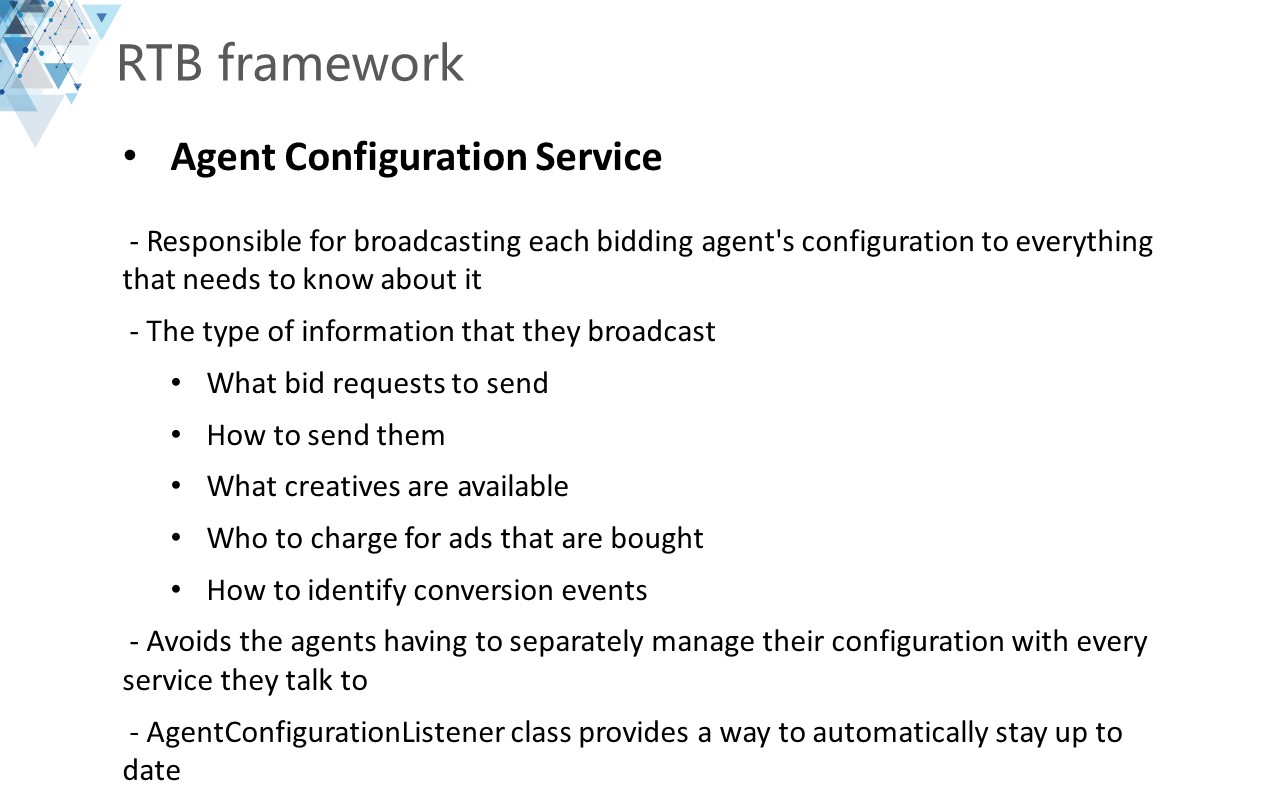 RTB framework
• Agent Configuration Service
- Responsible for broadcasting each bidding agent's configuration to everything
that needs to know about it
- The type of information that they broadcast
• What bid requests to send
• How to send them
• What creatives are available
• Who to charge for ads that are bought
• How to identify conversion events
- Avoids the agents having to separately manage their configuration with every
service they talk to
- AgentConfigurationListener class provides a way to automatically stay up to
date